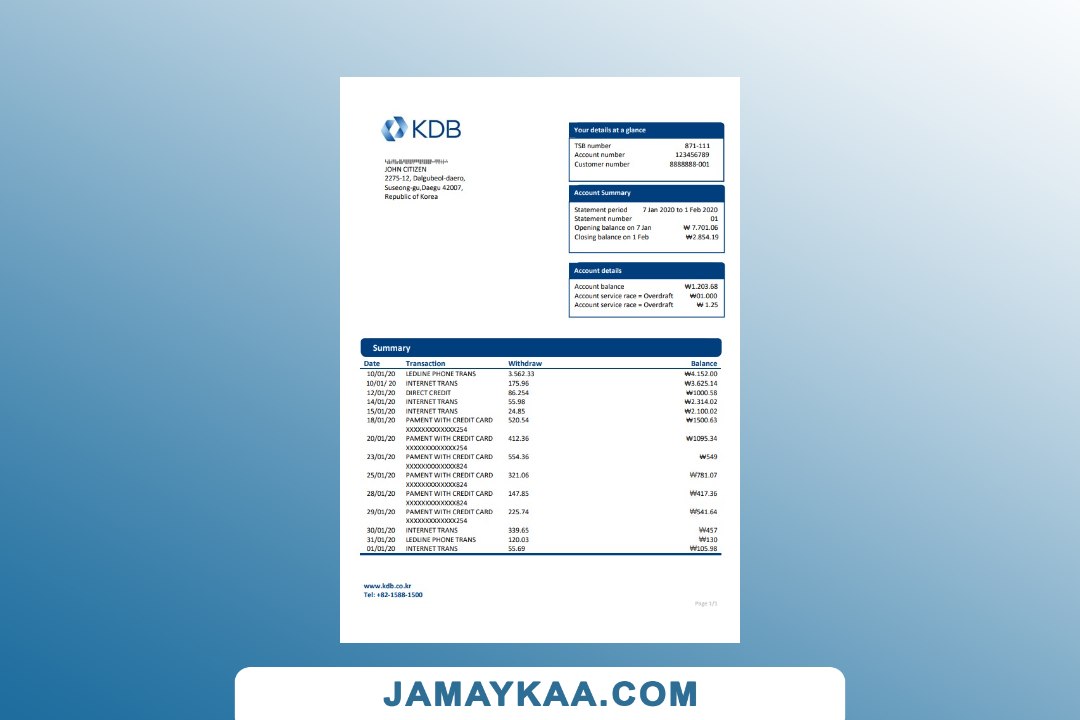 KDB
JOHN CITIZEN
2275-12, Dalgubeol-daero,
Suseong-gu,Daegu 42007,
Republic of Korea
Your details at a glance
TSB number 871-111
Account number 123456789
Customer number 8888888-001
Account Summary
Statement period 7 Jan 2020 to 1 Feb 2020
Statement number 01
Opening balance on 7 Jan ₩ 7.701.06
Closing balance on 1 Feb ₩2.854.19
Account details
Account balance ₩1.203.68
Account service race = Overdraft ₩01.000
Account service race = Overdraft ₩ 1.25
Summary
Date Transaction Withdraw Balance
10/01/20 LEDLINE PHONE TRANS 3.562.33 ₩4.152.00
10/01/ 20 INTERNET TRANS 175.96 ₩3.625.14
12/01/20 DIRECT CREDIT 86.254 ₩1000.58
14/01/20 INTERNET TRANS 55.98 ₩2.314.02
15/01/20 INTERNET TRANS 24.85 ₩2.100.02
18/01/20 PAMENT WITH CREDIT CARD 520.54 ₩1500.63
XXXXXXXXXXXXX254
20/01/20 PAMENT WITH CREDIT CARD 412.36 ₩1095.34
XXXXXXXXXXXXX254
23/01/20 PAMENT WITH CREDIT CARD 554.36 ₩549
XXXXXXXXXXXXX824
25/01/20 PAMENT WITH CREDIT CARD 321.06 ₩781.07
XXXXXXXXXXXXX824
28/01/20 PAMENT WITH CREDIT CARD 147.85 ₩417.36
XXXXXXXXXXXXX824
29/01/20 PAMENT WITH CREDIT CARD 225.74 ₩541.64
XXXXXXXXXXXXX254
30/01/20 INTERNET TRANS 339.65 ₩457
31/01/20 LEDLINE PHONE TRANS 120.03 ₩130
01/01/20 INTERNET TRANS 55.69 ₩105.98
www.kdb.co.kr
Tel: +82-1588-1500
Page 1/1
JAMAYKAA.COM